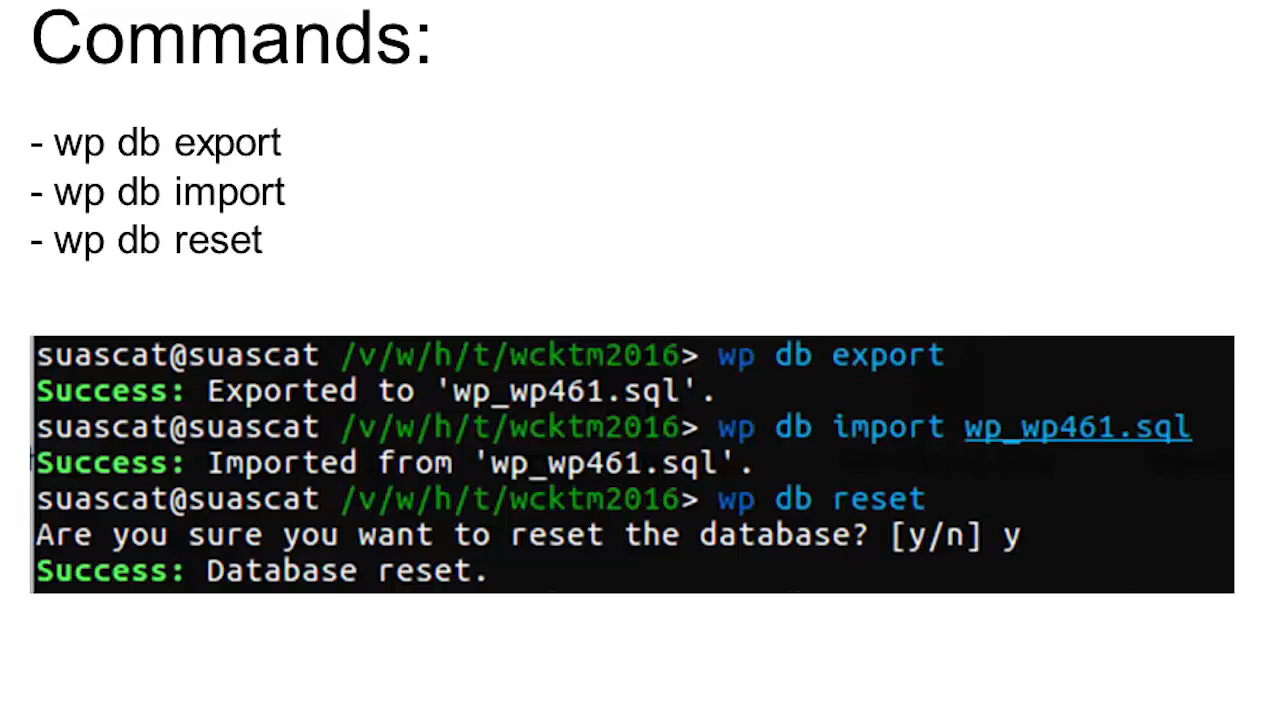 Commands:
- wp db export
- wp db import
- wp db reset
suascat@suascat /v/w/h/t/wcktm2016> wp db export
Success: Exported to 'wp_wp461.sql'.
suascat@suascat /v/w/h/t/wcktm2016> wp db import wp_wp461.sql
Success: Imported from 'wp_wp461.sql'.
suascat@suascat /v/w/h/t/wcktm2016> wp db reset
Are you sure you want to reset the database? [y/n] y
Success: Database reset.